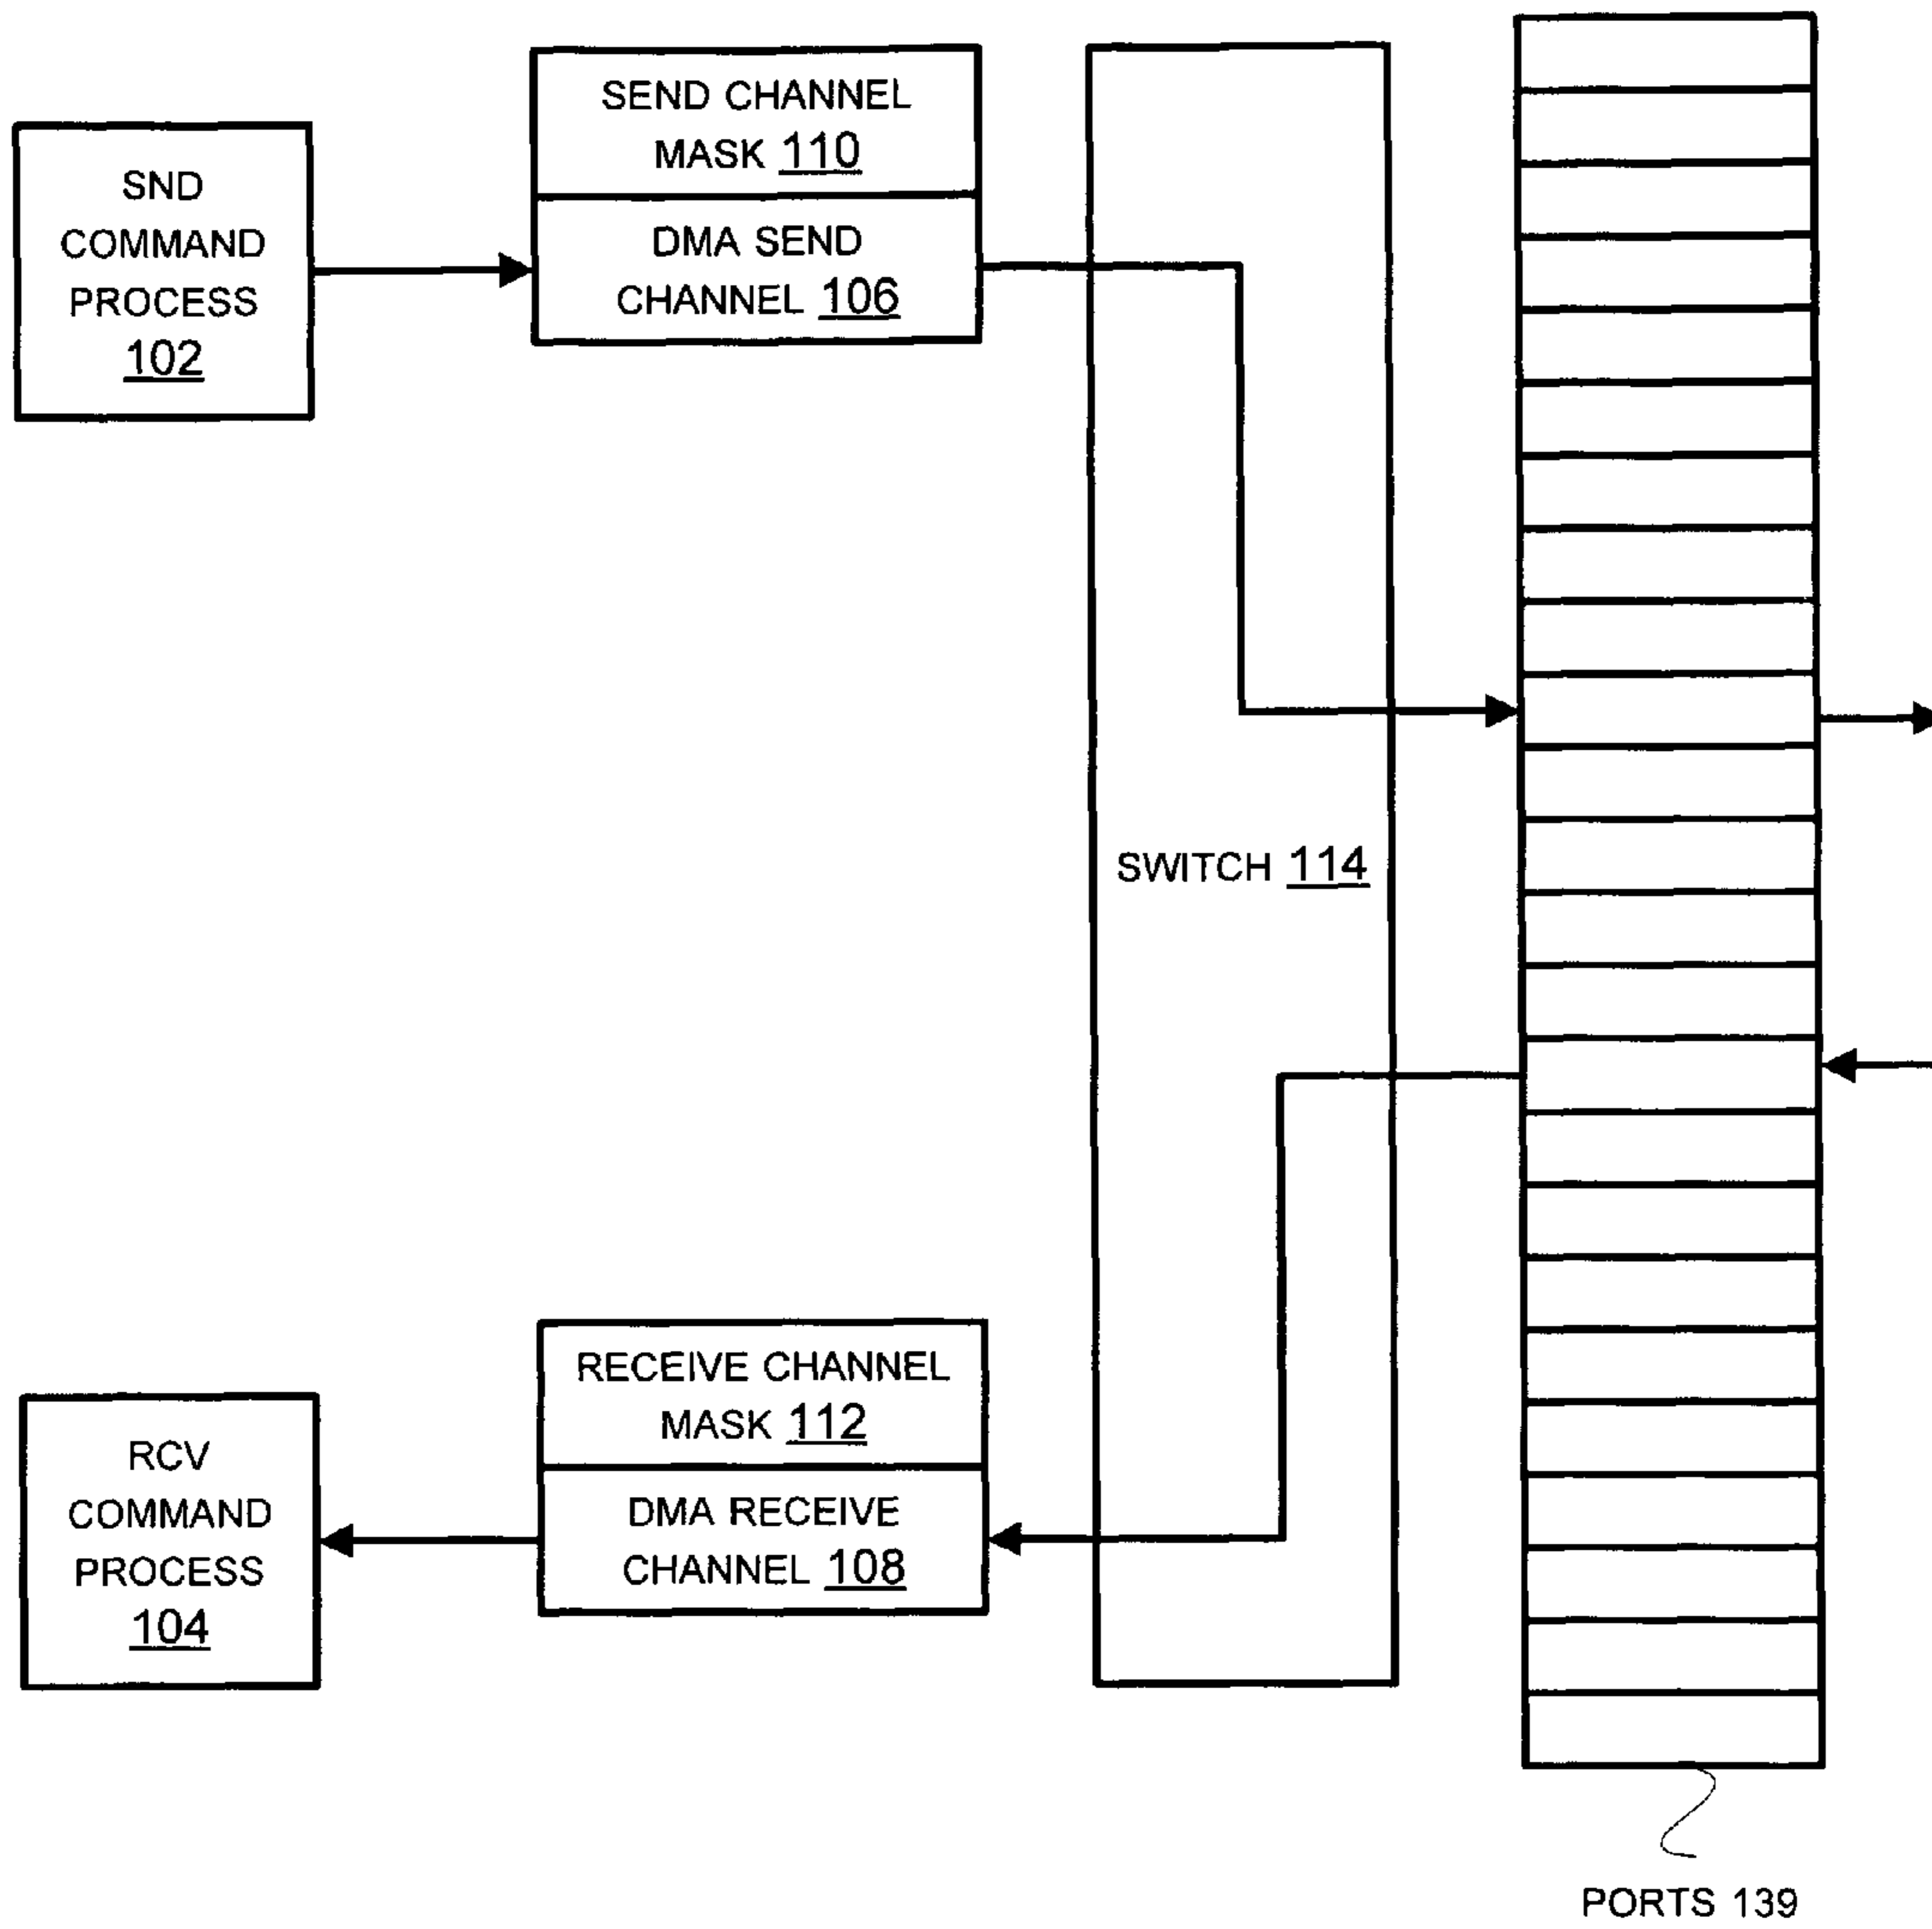 SEND CHANNEL
MASK 110
SND
COMMAND
PROCESS
102
DMA SEND
CHANNEL 106
SWITCH 114
RECEIVE CHANNEL
MASK 112
RCV
COMMAND
PROCESS
104
DMA RECEIVE
CHANNEL 108
PORTS 139